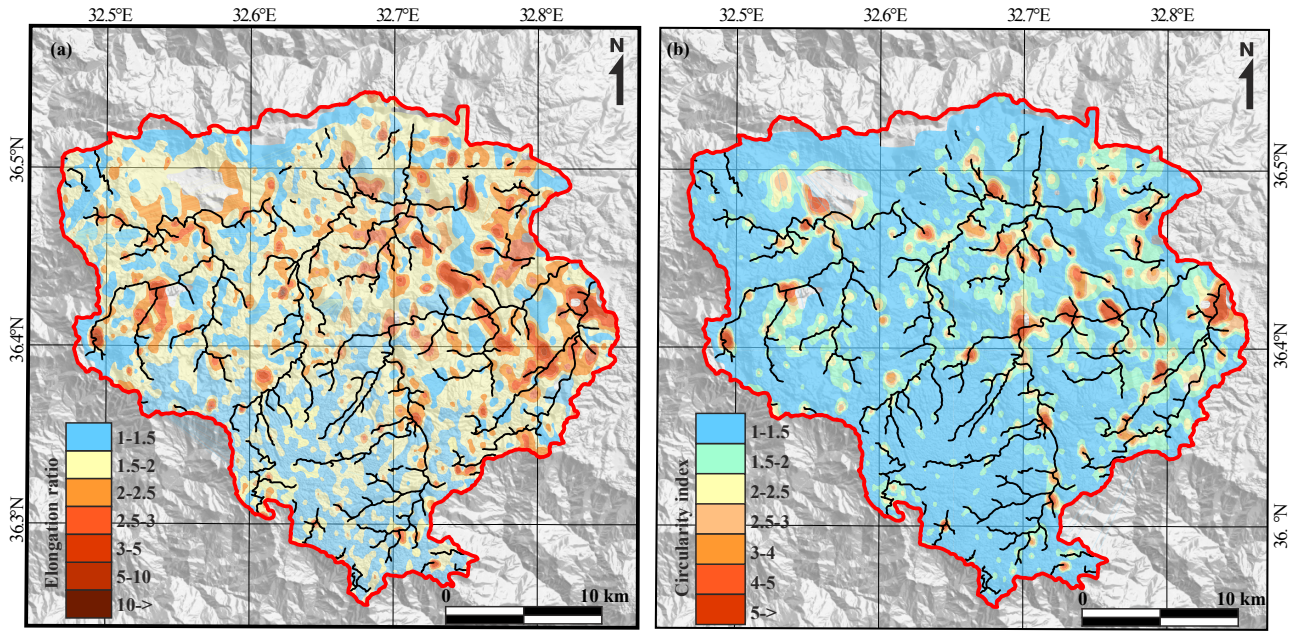 32.5°E 32.6°E 32.7°E 32.8°E
32.5°E 32.6°E 32.7°E 32.8°E
(a)
N
36.5°N
36.4°N
36.3°N
Elongation ratio
1-1.5
1.5-2
2-2.5
2.5-3
3-5
5-10
10->
0 10 km
(b)
N
36.5°N
36.4°N
36. °N
Circularity index
1-1.5
1.5-2
2-2.5
2.5-3
3-4
4-5
5->
0 10 km